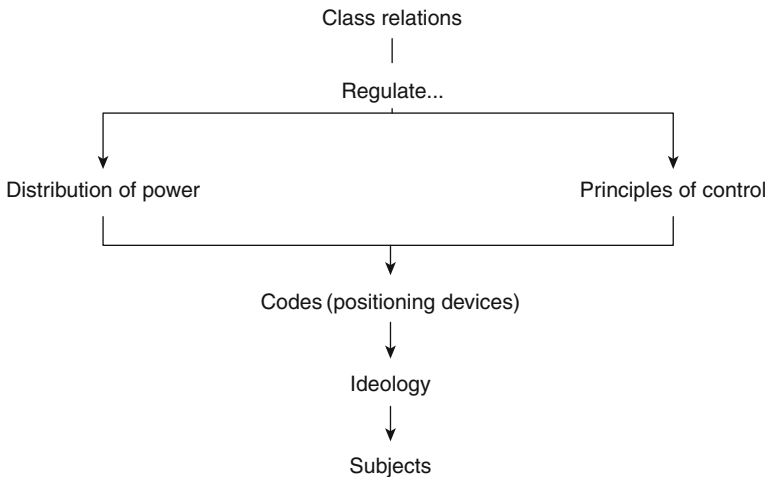 Class relations
Regulate...
Distribution of power
Principles of control
Codes (positioning devices)
Ideology
Subjects